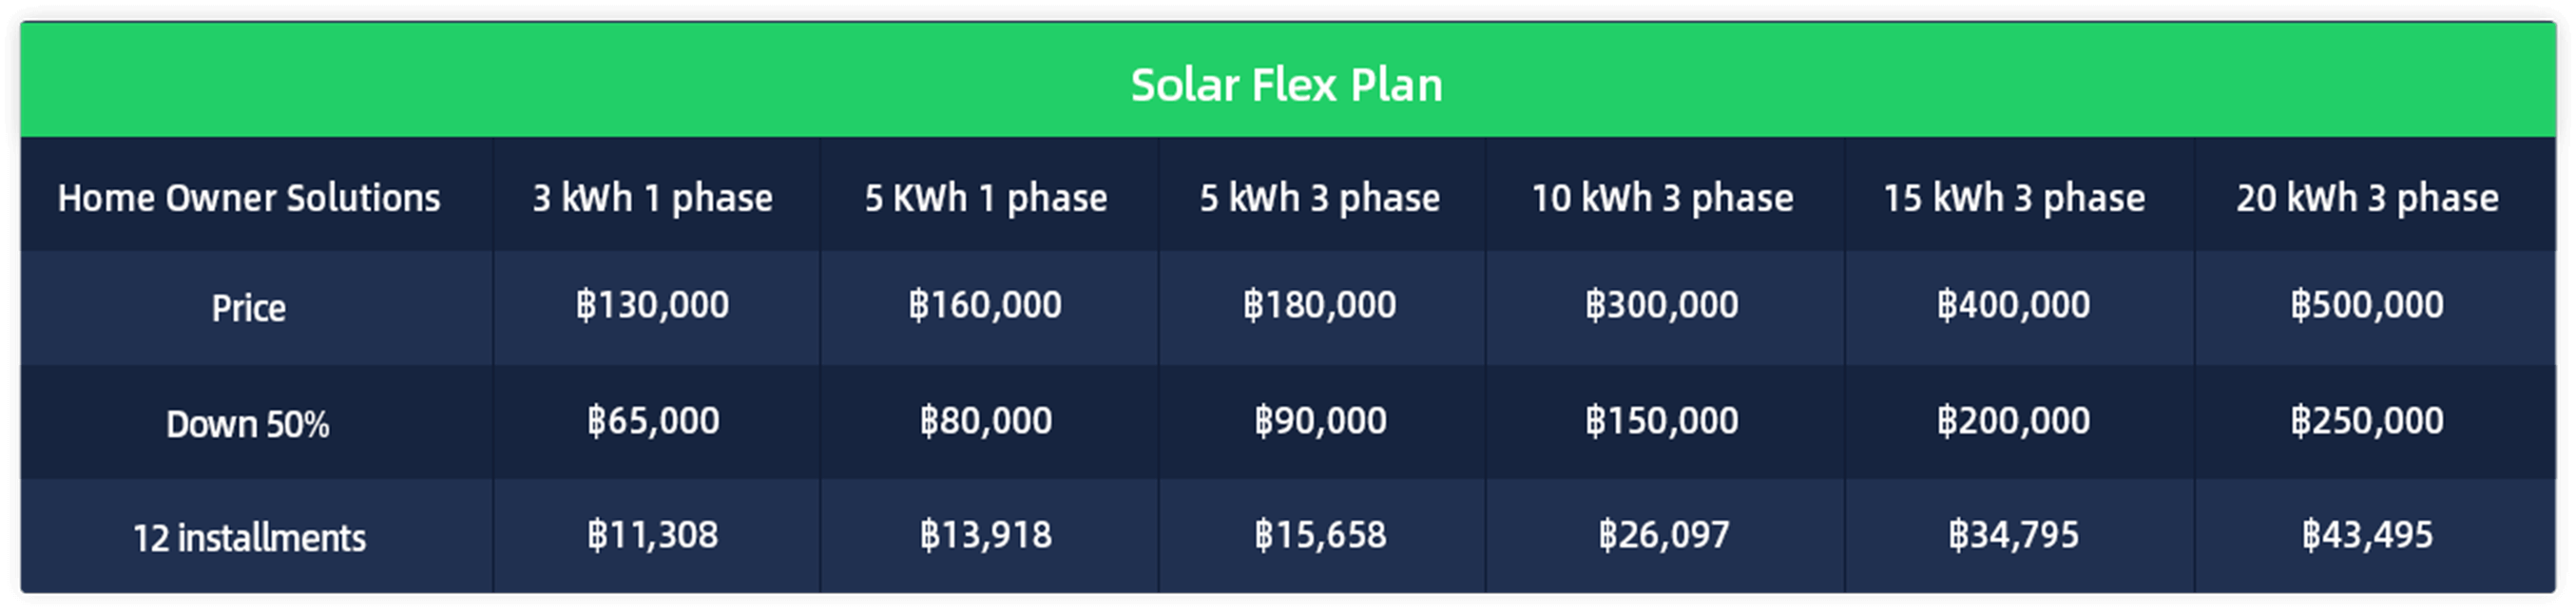 Solar Flex Plan
Home Owner Solutions 3 kWh 1 phase 5 KWh 1 phase 5 kWh 3 phase 10 kWh 3 phase 15 kWh 3 phase 20 kWh 3 phase
Price ฿130,000 ฿160,000 ฿180,000 ฿300,000 ฿400,000 ฿500,000
Down 50% ฿65,000 ฿80,000 ฿90,000 ฿150,000 ฿200,000 ฿250,000
12 installments ฿11,308 ฿13,918 ฿15,658 ฿26,097 ฿34,795 ฿43,495